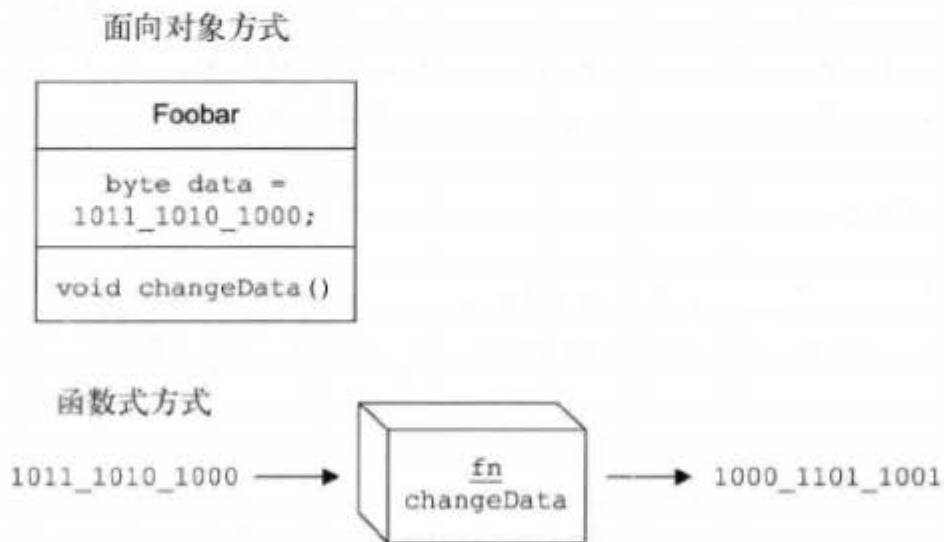 面向对象方式
Foobar
byte data =
1011_1010_1000;
void changeData()
函数式方式
1011_1010_1000
fn
changeData
1000_1101_1001